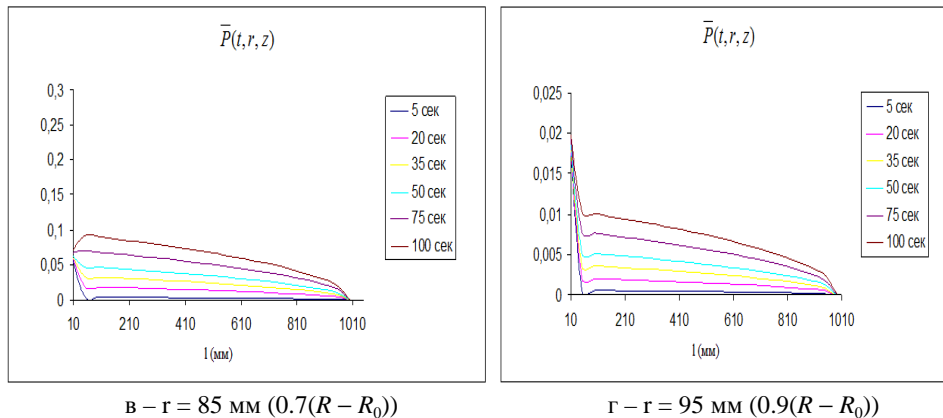 P̅(t,r,z)
0,3
0,25
0,2
0,15
0,1
0,05
0
10 210 410 610 810 1010
l (мм)
5 сек
20 сек
35 сек
50 сек
75 сек
100 сек
в – r = 85 мм (0.7(R – R₀))
P̅(t,r,z)
0,025
0,02
0,015
0,01
0,005
0
10 210 410 610 810 1010
l (мм)
5 сек
20 сек
35 сек
50 сек
75 сек
100 сек
г – r = 95 мм (0.9(R – R₀))